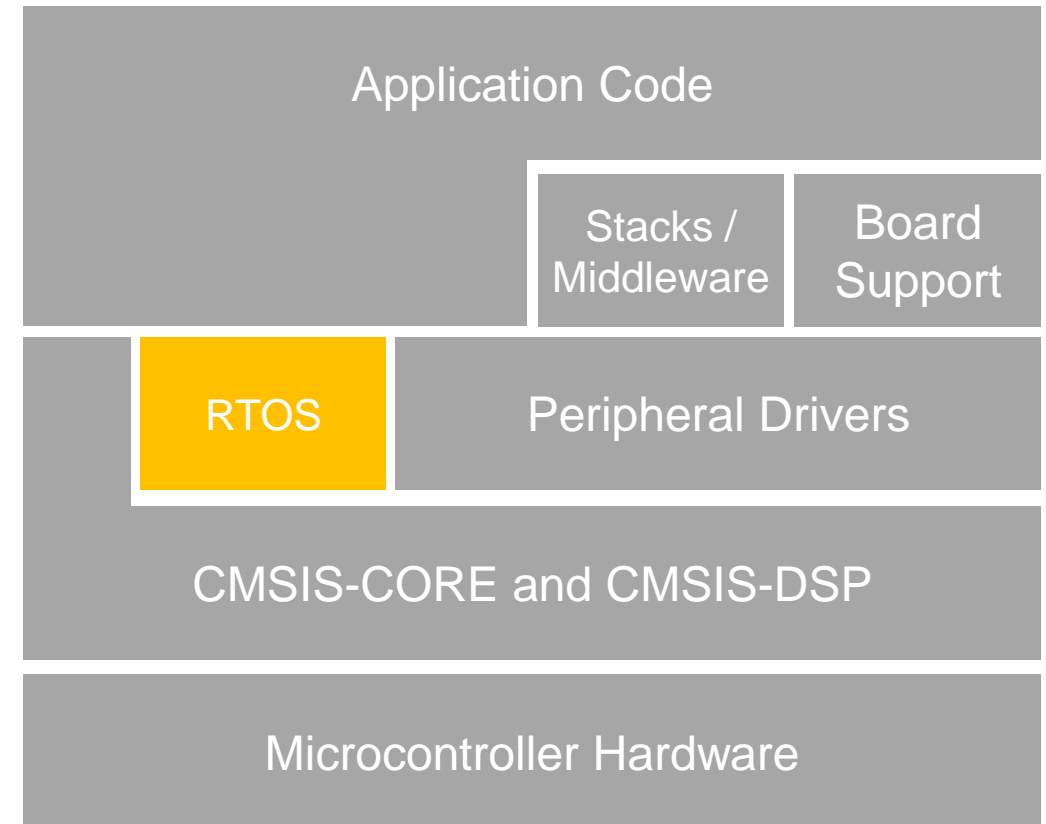 Application Code
Stacks /
Middleware
Board
Support
RTOS
Peripheral Drivers
CMSIS-CORE and CMSIS-DSP
Microcontroller Hardware